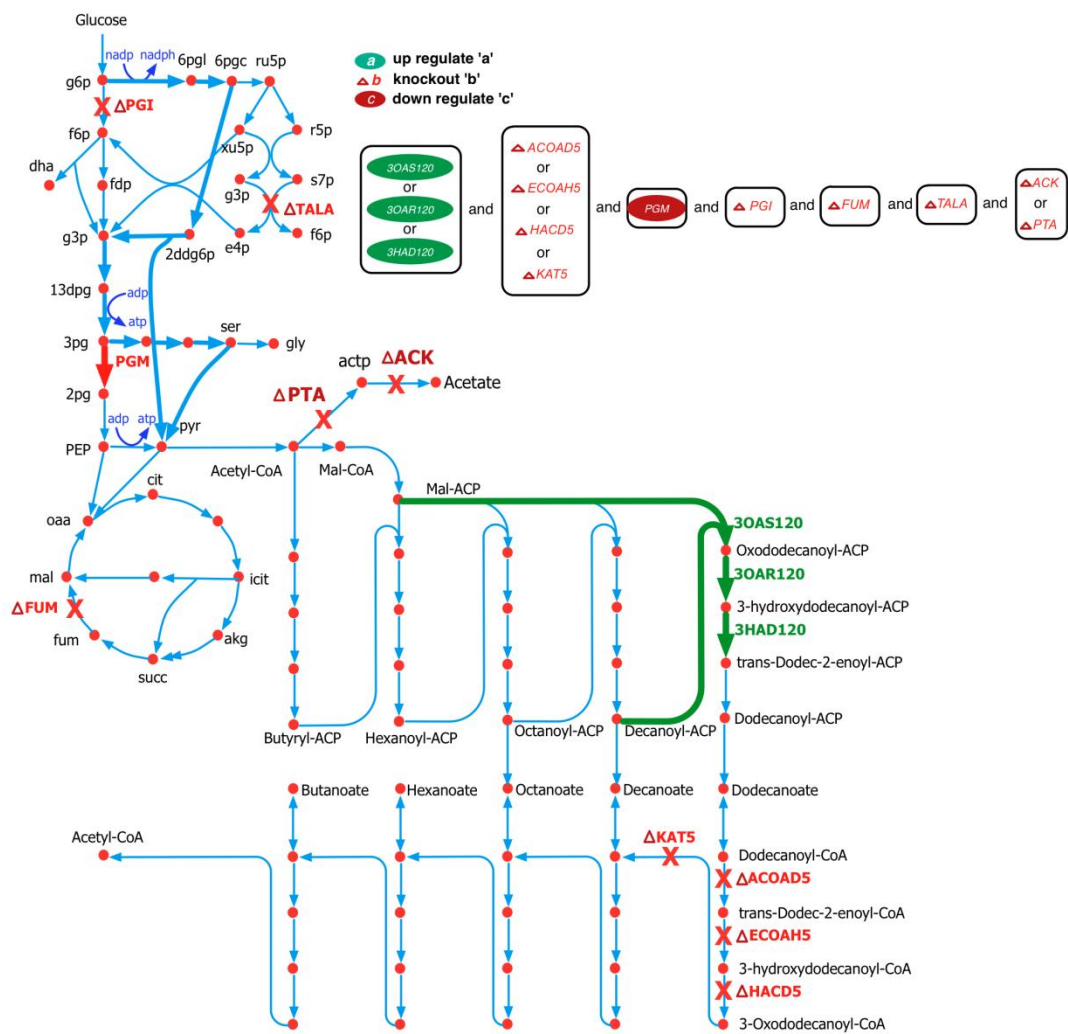 Glucose
nadp nadph 6pgl 6pgc ru5p
g6p
ΔPGI
f6p
xu5p
r5p
dha
fdp
g3p
s7p
ΔTALA
g3p
2ddg6p
e4p
f6p
13dpg
adp
atp
3pg
ser
gly
PGM
2pg
adp atp
PEP
pyr
a up regulate 'a'
Δ b knockout 'b'
c down regulate 'c'
3OAS120
or
3OAR120
or
3HAD120
and
Δ ACOAD5
or
Δ ECOAH5
or
Δ HACD5
or
Δ KAT5
and
PGM
and
Δ PGI
and
Δ FUM
and
Δ TALA
and
Δ ACK
or
Δ PTA
ΔPTA
actp
ΔACK
Acetate
Acetyl-CoA
Mal-CoA
Mal-ACP
cit
oaa
mal
icit
ΔFUM
fum
akg
succ
3OAS120
Oxododecanoyl-ACP
3OAR120
3-hydroxydodecanoyl-ACP
3HAD120
trans-Dodec-2-enoyl-ACP
Butyryl-ACP
Hexanoyl-ACP
Octanoyl-ACP
Decanoyl-ACP
Dodecanoyl-ACP
Butanoate
Hexanoate
Octanoate
Decanoate
Dodecanoate
Acetyl-CoA
ΔKAT5
Dodecanoyl-CoA
ΔACOAD5
trans-Dodec-2-enoyl-CoA
ΔECOAH5
3-hydroxydodecanoyl-CoA
ΔHACD5
3-Oxododecanoyl-CoA